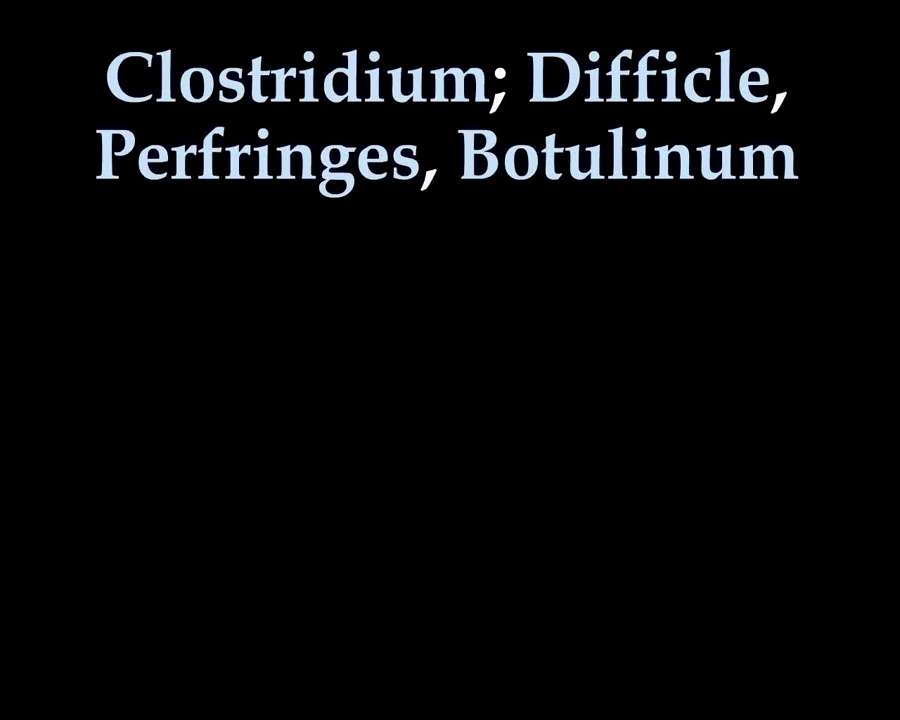 Clostridium; Difficle,
Perfringes, Botulinum